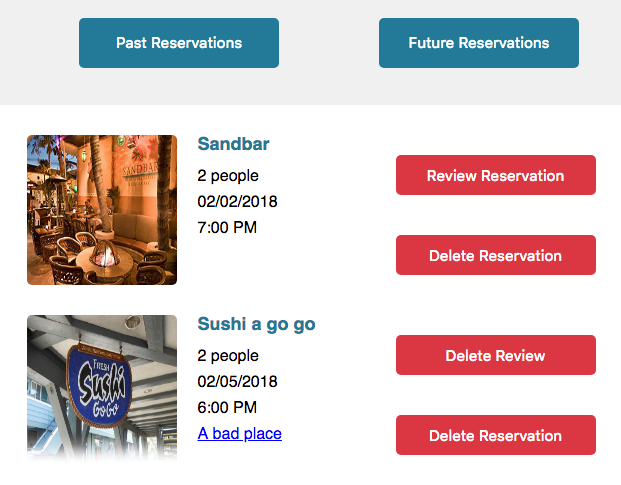 Past Reservations
Future Reservations
SANDBAR
Sandbar
2 people
02/02/2018
7:00 PM
Review Reservation
Delete Reservation
FRESH
Sushi
GoGo
Sushi a go go
2 people
02/05/2018
6:00 PM
A bad place
Delete Review
Delete Reservation